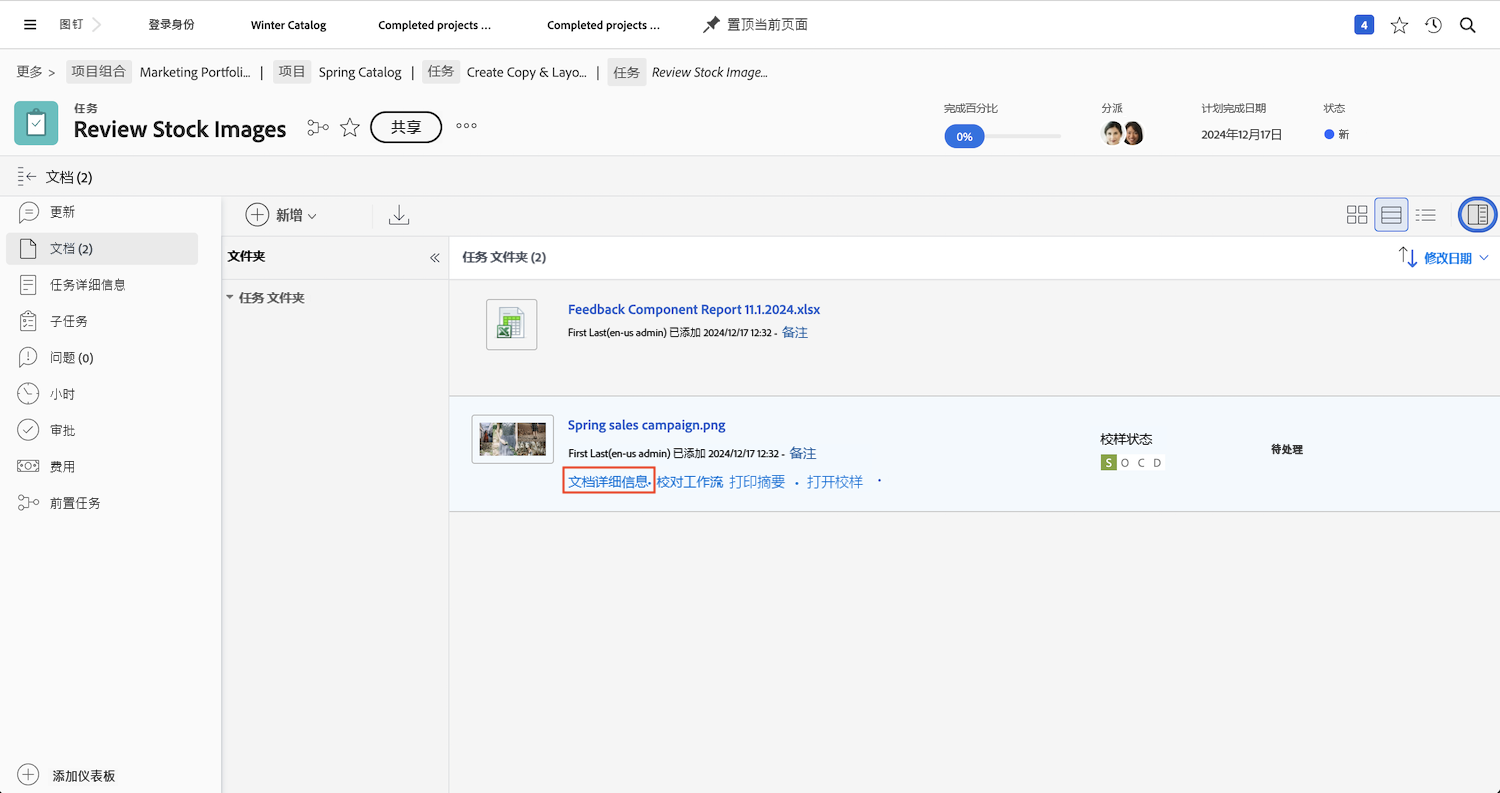 图钉 登录身份 Winter Catalog Completed projects ... Completed projects ... 置顶当前页面 4
更多 > 项目组合 Marketing Portfoli... | 项目 Spring Catalog | 任务 Create Copy & Layo... | 任务 Review Stock Image...
任务
Review Stock Images 共享
完成百分比 分派 计划完成日期 状态
0% 2024年12月17日 新
文档 (2)
更新
文档 (2)
任务详细信息
子任务
问题 (0)
小时
审批
费用
前置任务
添加仪表板
新增
文件夹
任务 文件夹
任务 文件夹 (2) 修改日期
Feedback Component Report 11.1.2024.xlsx
First Last(en-us admin) 已添加 2024/12/17 12:32 - 备注
Spring sales campaign.png
First Last(en-us admin) 已添加 2024/12/17 12:32 - 备注
文档详细信息· 校对工作流 打印摘要 · 打开校样 ·
校样状态
S O C D
待处理